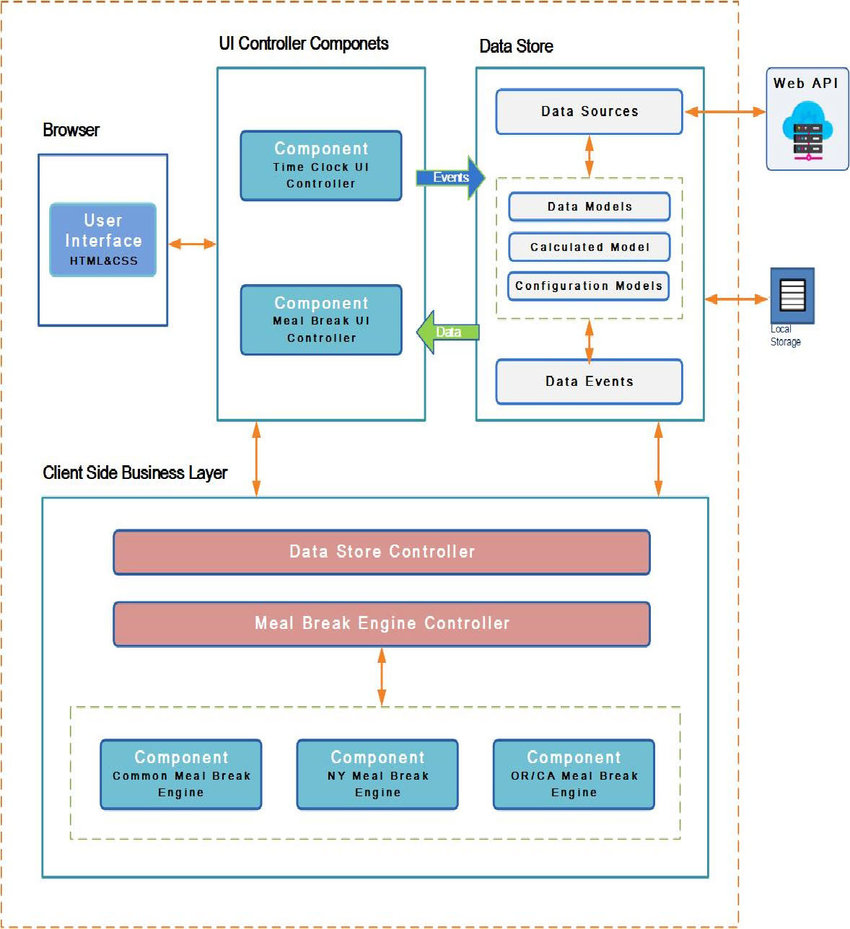 UI Controller Componets
Data Store
Web API
Data Sources
Browser
Component
Time Clock UI
Controller
Events
User
Interface
HTML&CSS
Data Models
Calculated Model
Configuration Models
Component
Meal Break UI
Controller
Data
Local
Storage
Data Events
Client Side Business Layer
Data Store Controller
Meal Break Engine Controller
Component
Common Meal Break
Engine
Component
NY Meal Break
Engine
Component
OR/CA Meal Break
Engine